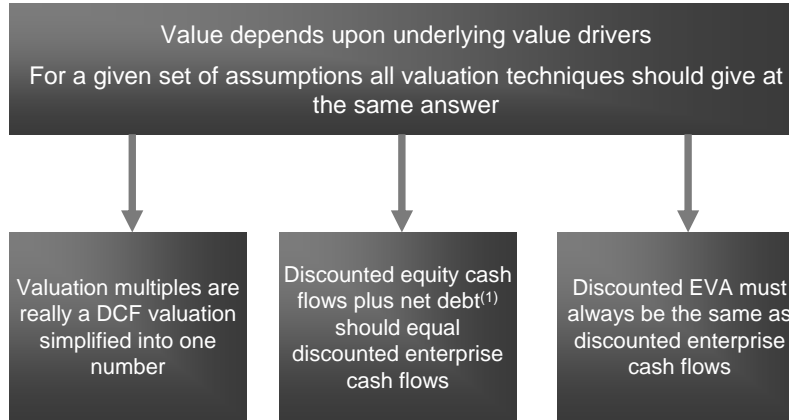 Value depends upon underlying value drivers
For a given set of assumptions all valuation techniques should give at
the same answer
Valuation multiples are
really a DCF valuation
simplified into one
number
Discounted equity cash
flows plus net debt(1)
should equal
discounted enterprise
cash flows
Discounted EVA must
always be the same as
discounted enterprise
cash flows